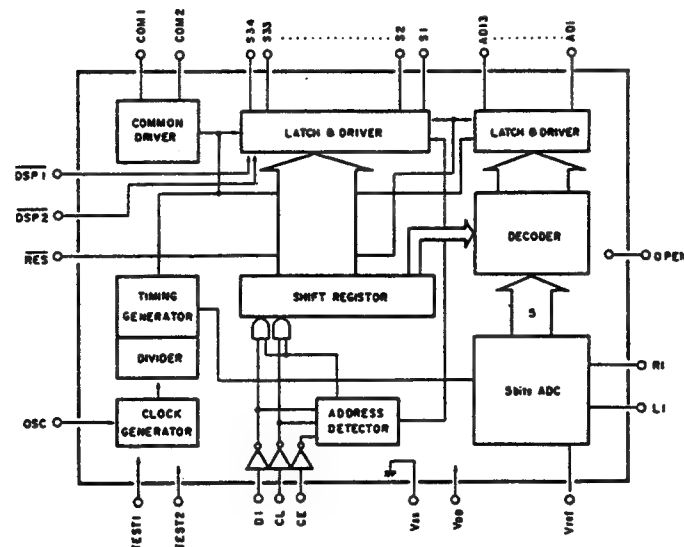 COM1 COM2 S34 S33 S2 S1 AD13 AD1
COMMON
DRIVER
LATCH & DRIVER
LATCH & DRIVER
DSP1
DSP2
RES
DECODER
OPEN
SHIFT REGISTOR
TIMING
GENERATOR
DIVIDER
5
5bits ADC
R1
L1
OSC
CLOCK
GENERATOR
ADDRESS
DETECTOR
TEST1 TEST2 DI CL CE Vss VDD Vref